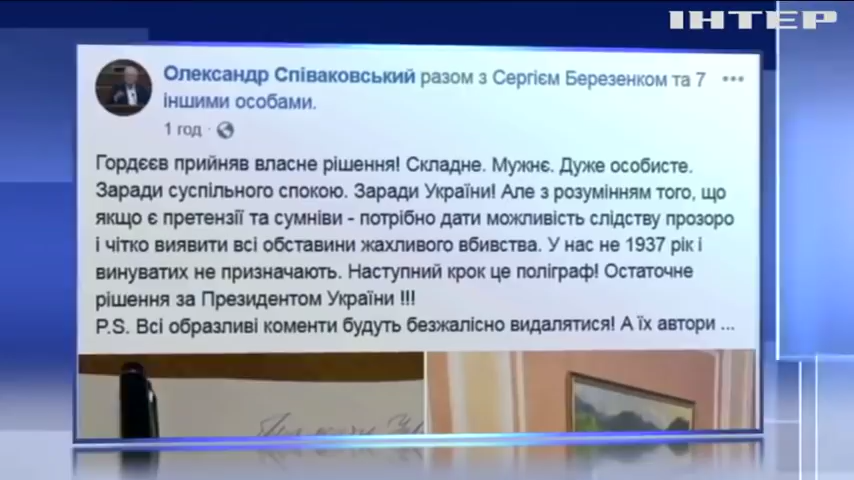 ІНТЕР
Олександр Співаковський разом з Сергієм Березенком та 7
іншими особами.
1 год ·
Гордєєв прийняв власне рішення! Складне. Мужнє. Дуже особисте.
Заради суспільного спокою. Заради України! Але з розумінням того, що
якщо є претензії та сумніви - потрібно дати можливість слідству прозоро
і чітко виявити всі обставини жахливого вбивства. У нас не 1937 рік і
винуватих не призначають. Наступний крок це поліграф! Остаточне
рішення за Президентом України !!!
P.S. Всі образливі коменти будуть безжалісно видалятися! А їх автори ...